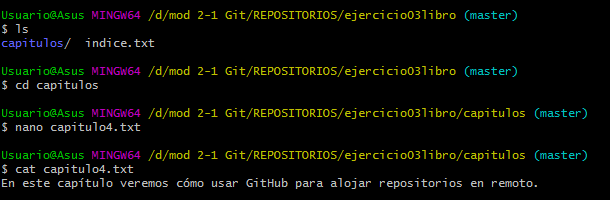 Usuario@Asus MINGW64 /d/mod 2-1 Git/REPOSITORIOS/ejercicio03libro (master)
$ ls
capitulos/  indice.txt
Usuario@Asus MINGW64 /d/mod 2-1 Git/REPOSITORIOS/ejercicio03libro (master)
$ cd capitulos
Usuario@Asus MINGW64 /d/mod 2-1 Git/REPOSITORIOS/ejercicio03libro/capitulos (master)
$ nano capitulo4.txt
Usuario@Asus MINGW64 /d/mod 2-1 Git/REPOSITORIOS/ejercicio03libro/capitulos (master)
$ cat capitulo4.txt
En este capítulo veremos cómo usar GitHub para alojar repositorios en remoto.